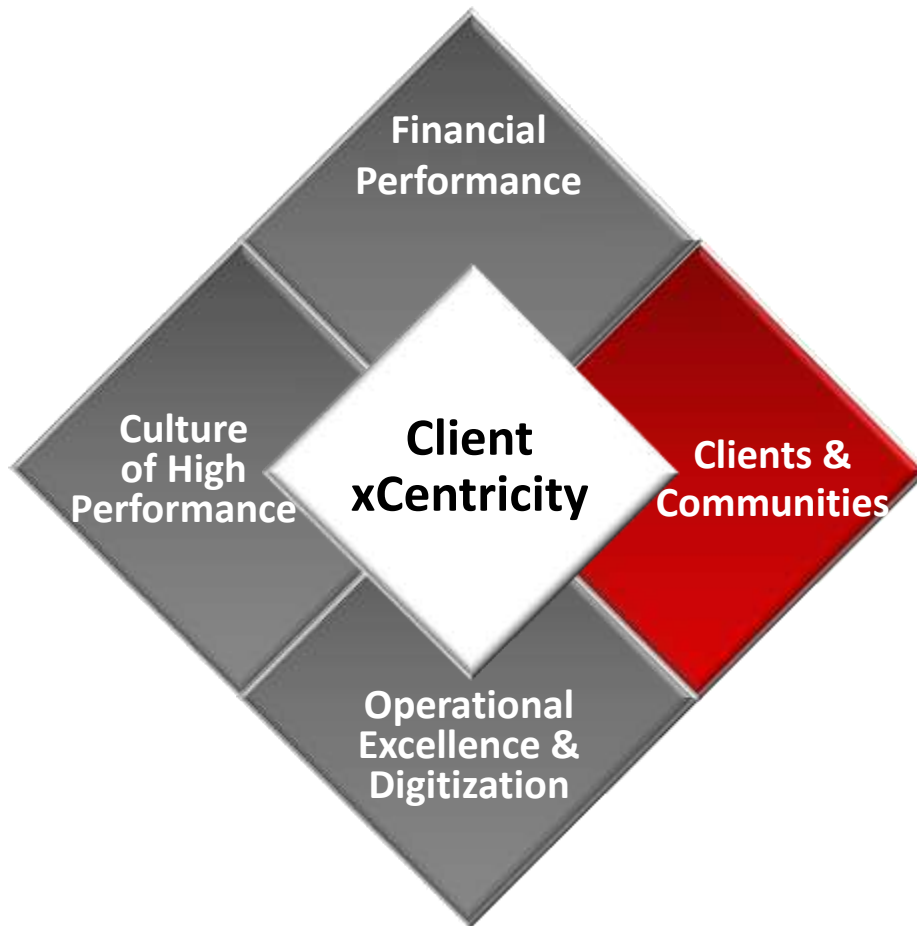 Financial
Performance
Culture
of High
Performance
Client
xCentricity
Clients &
Communities
Operational
Excellence &
Digitization